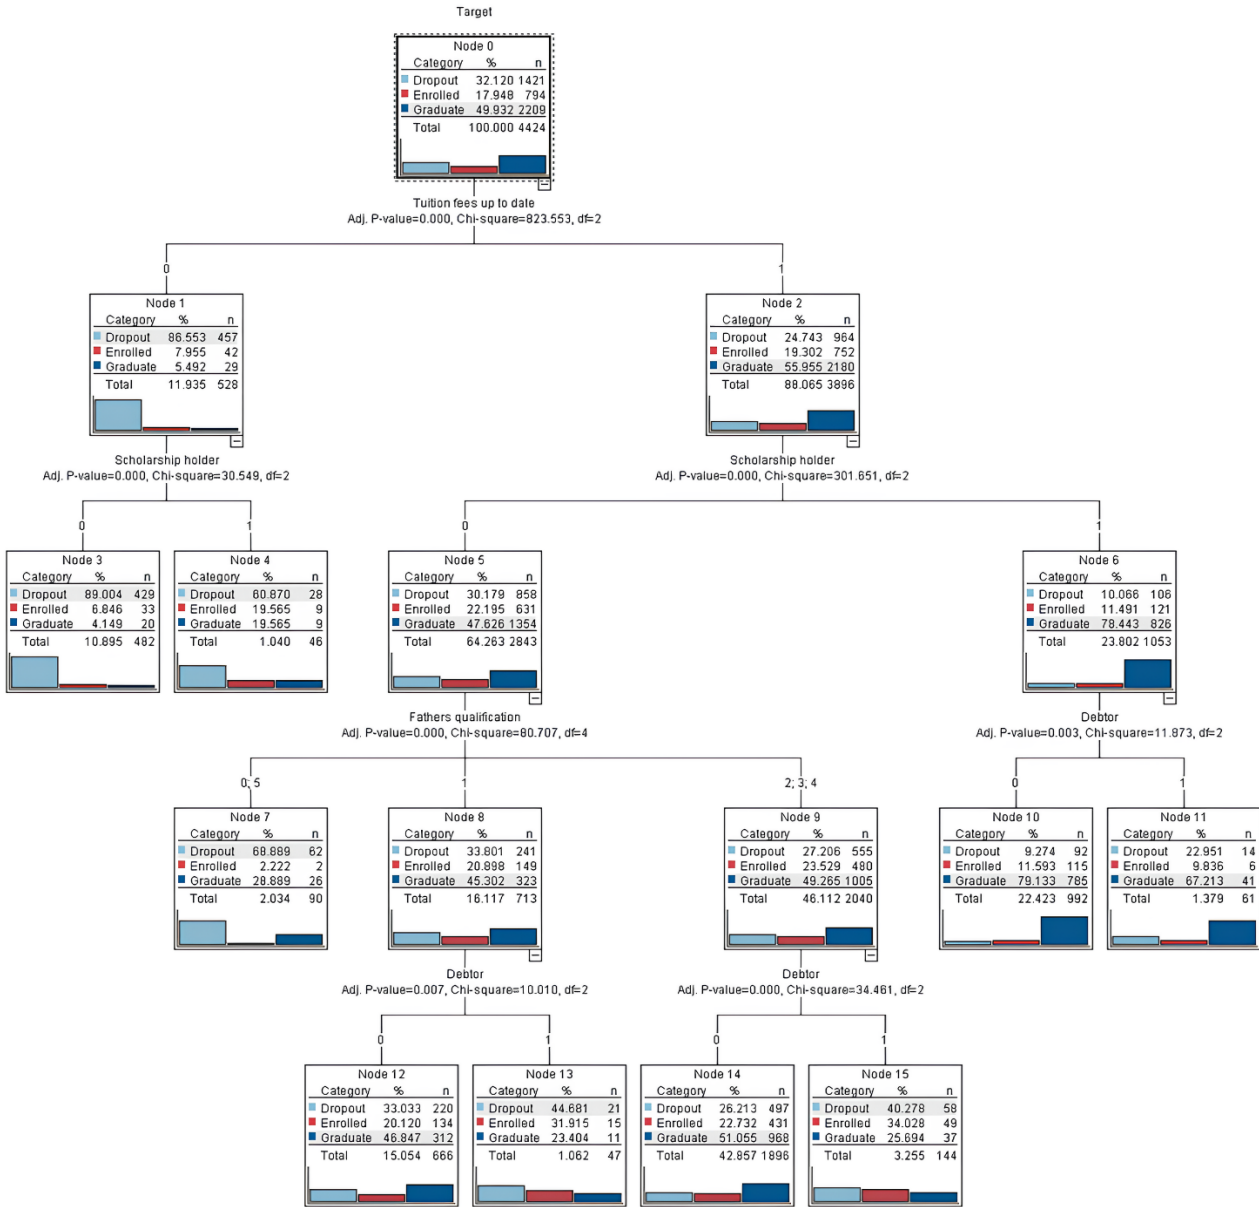 Target
Node 0
Category % n
Dropout 32.120 1421
Enrolled 17.948 794
Graduate 49.932 2209
Total 100.000 4424
Tuition fees up to date
Adj. P-value=0.000, Chi-square=823.553, df=2
0
1
Node 1
Category % n
Dropout 86.553 457
Enrolled 7.955 42
Graduate 5.492 29
Total 11.935 528
Node 2
Category % n
Dropout 24.743 964
Enrolled 19.302 752
Graduate 55.955 2180
Total 88.065 3896
Scholarship holder
Adj. P-value=0.000, Chi-square=30.549, df=2
Scholarship holder
Adj. P-value=0.000, Chi-square=301.651, df=2
0
1
0
1
Node 3
Category % n
Dropout 89.004 429
Enrolled 6.846 33
Graduate 4.149 20
Total 10.895 482
Node 4
Category % n
Dropout 60.870 28
Enrolled 19.565 9
Graduate 19.565 9
Total 1.040 46
Node 5
Category % n
Dropout 30.179 858
Enrolled 22.195 631
Graduate 47.626 1354
Total 64.263 2843
Node 6
Category % n
Dropout 10.066 106
Enrolled 11.491 121
Graduate 78.443 826
Total 23.802 1053
Fathers qualification
Adj. P-value=0.000, Chi-square=80.707, df=4
Debtor
Adj. P-value=0.003, Chi-square=11.873, df=2
0; 5
1
2; 3; 4
0
1
Node 7
Category % n
Dropout 68.889 62
Enrolled 2.222 2
Graduate 28.889 26
Total 2.034 90
Node 8
Category % n
Dropout 33.801 241
Enrolled 20.898 149
Graduate 45.302 323
Total 16.117 713
Node 9
Category % n
Dropout 27.206 555
Enrolled 23.529 480
Graduate 49.265 1005
Total 46.112 2040
Node 10
Category % n
Dropout 9.274 92
Enrolled 11.593 115
Graduate 79.133 785
Total 22.423 992
Node 11
Category % n
Dropout 22.951 14
Enrolled 9.836 6
Graduate 67.213 41
Total 1.379 61
Debtor
Adj. P-value=0.007, Chi-square=10.010, df=2
Debtor
Adj. P-value=0.000, Chi-square=34.461, df=2
0
1
0
1
Node 12
Category % n
Dropout 33.033 220
Enrolled 20.120 134
Graduate 46.847 312
Total 15.054 666
Node 13
Category % n
Dropout 44.681 21
Enrolled 31.915 15
Graduate 23.404 11
Total 1.062 47
Node 14
Category % n
Dropout 26.213 497
Enrolled 22.732 431
Graduate 51.055 968
Total 42.857 1896
Node 15
Category % n
Dropout 40.278 58
Enrolled 34.028 49
Graduate 25.694 37
Total 3.255 144